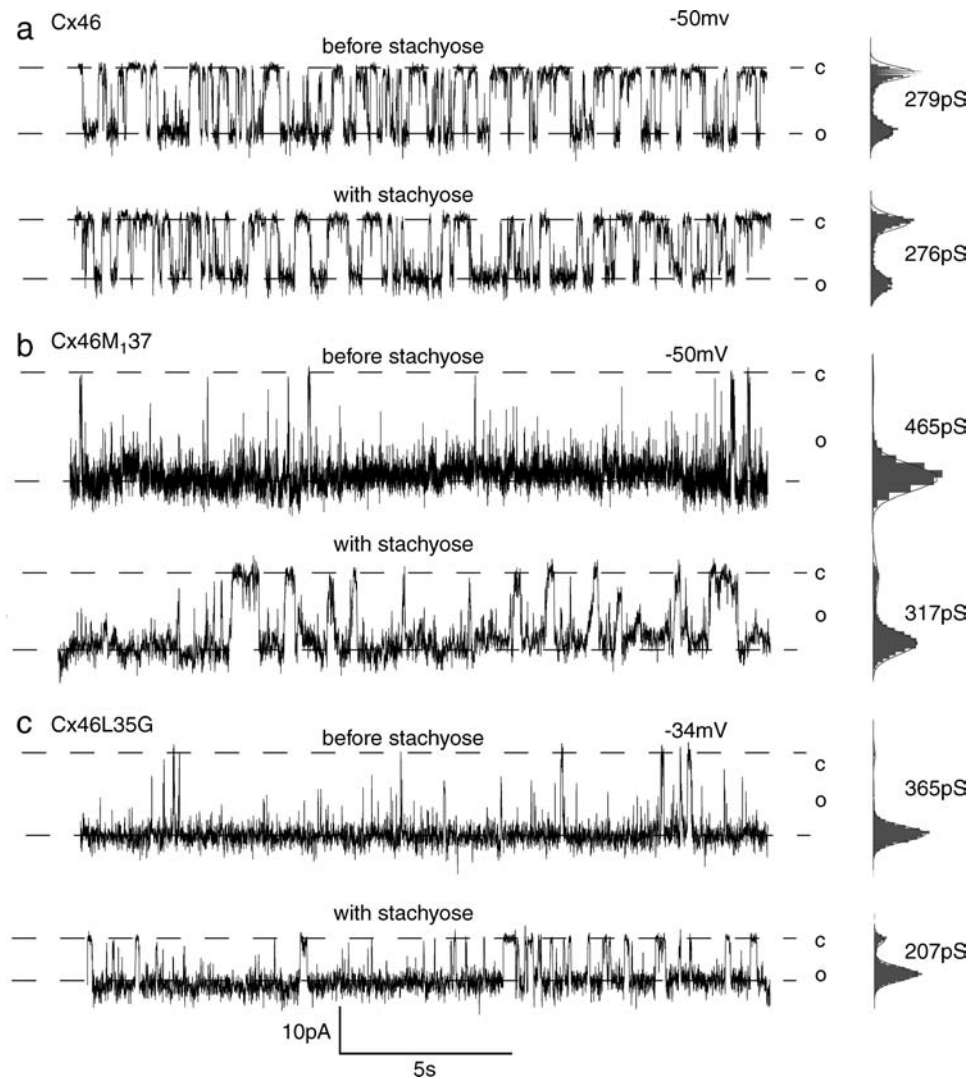 a Cx46 -50mv
before stachyose
c
279pS
o
with stachyose
c
276pS
o
b Cx46M₁37 -50mV
before stachyose
c
465pS
o
with stachyose
c
317pS
o
c Cx46L35G -34mV
before stachyose
c
365pS
o
with stachyose
c
207pS
o
10pA
5s